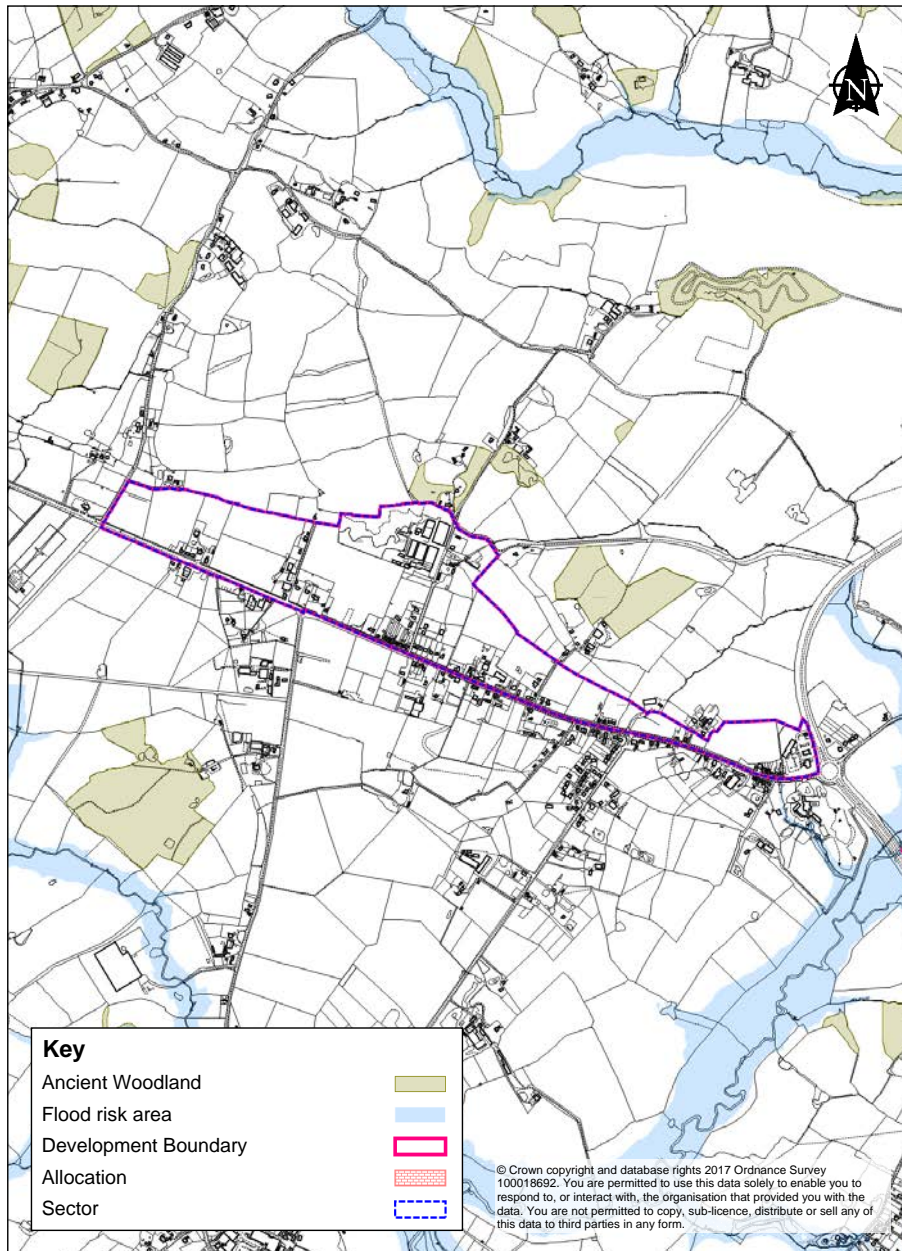 N
Key
Ancient Woodland
Flood risk area
Development Boundary
Allocation
Sector
© Crown copyright and database rights 2017 Ordnance Survey
100018692. You are permitted to use this data solely to enable you to
respond to, or interact with, the organisation that provided you with the
data. You are not permitted to copy, sub-licence, distribute or sell any of
this data to third parties in any form.